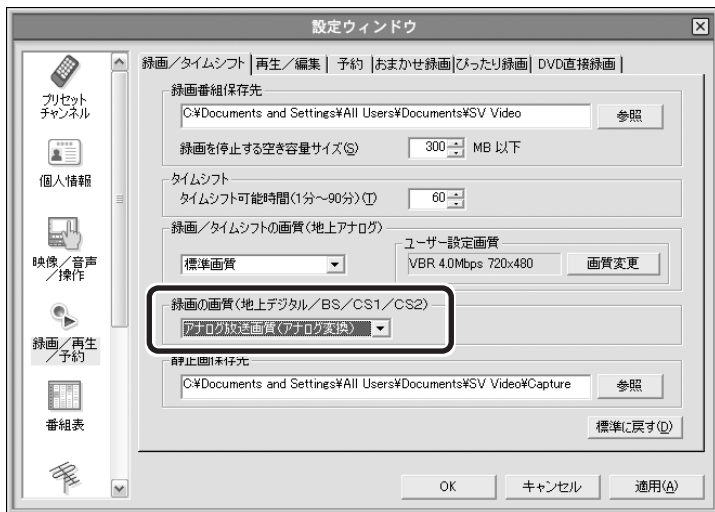 設定ウィンドウ
プリセット
チャンネル
個人情報
映像/音声
/操作
録画/再生
/予約
番組表
録画/タイムシフト 再生/編集 予約 おまかせ録画 ぴったり録画 DVD直接録画
録画番組保存先
C:¥Documents and Settings¥All Users¥Documents¥SV Video 参照
録画を停止する空き容量サイズ(S) 300 MB 以下
タイムシフト
タイムシフト可能時間(1分~90分)(T) 60
録画/タイムシフトの画質(地上アナログ)
標準画質
ユーザー設定画質
VBR 4.0Mbps 720x480 画質変更
録画の画質(地上デジタル/BS/CS1/CS2)
アナログ放送画質(アナログ変換)
静止画保存先
C:¥Documents and Settings¥All Users¥Documents¥SV Video¥Capture 参照
標準に戻す(D)
OK キャンセル 適用(A)